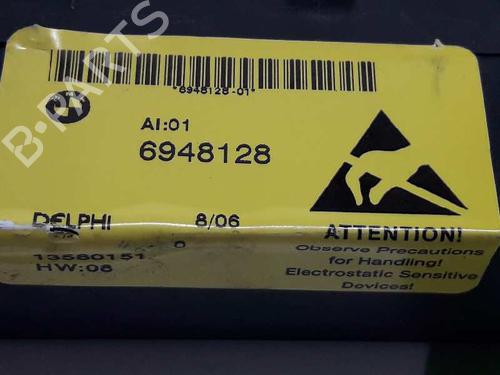 *6948128-01*
AI:01
6948128
DELPHI 8/06
13580151
HW:06
ATTENTION!
Observe Precautions
for Handling!
Electrostatic Sensitive
Devices!
B-PARTS